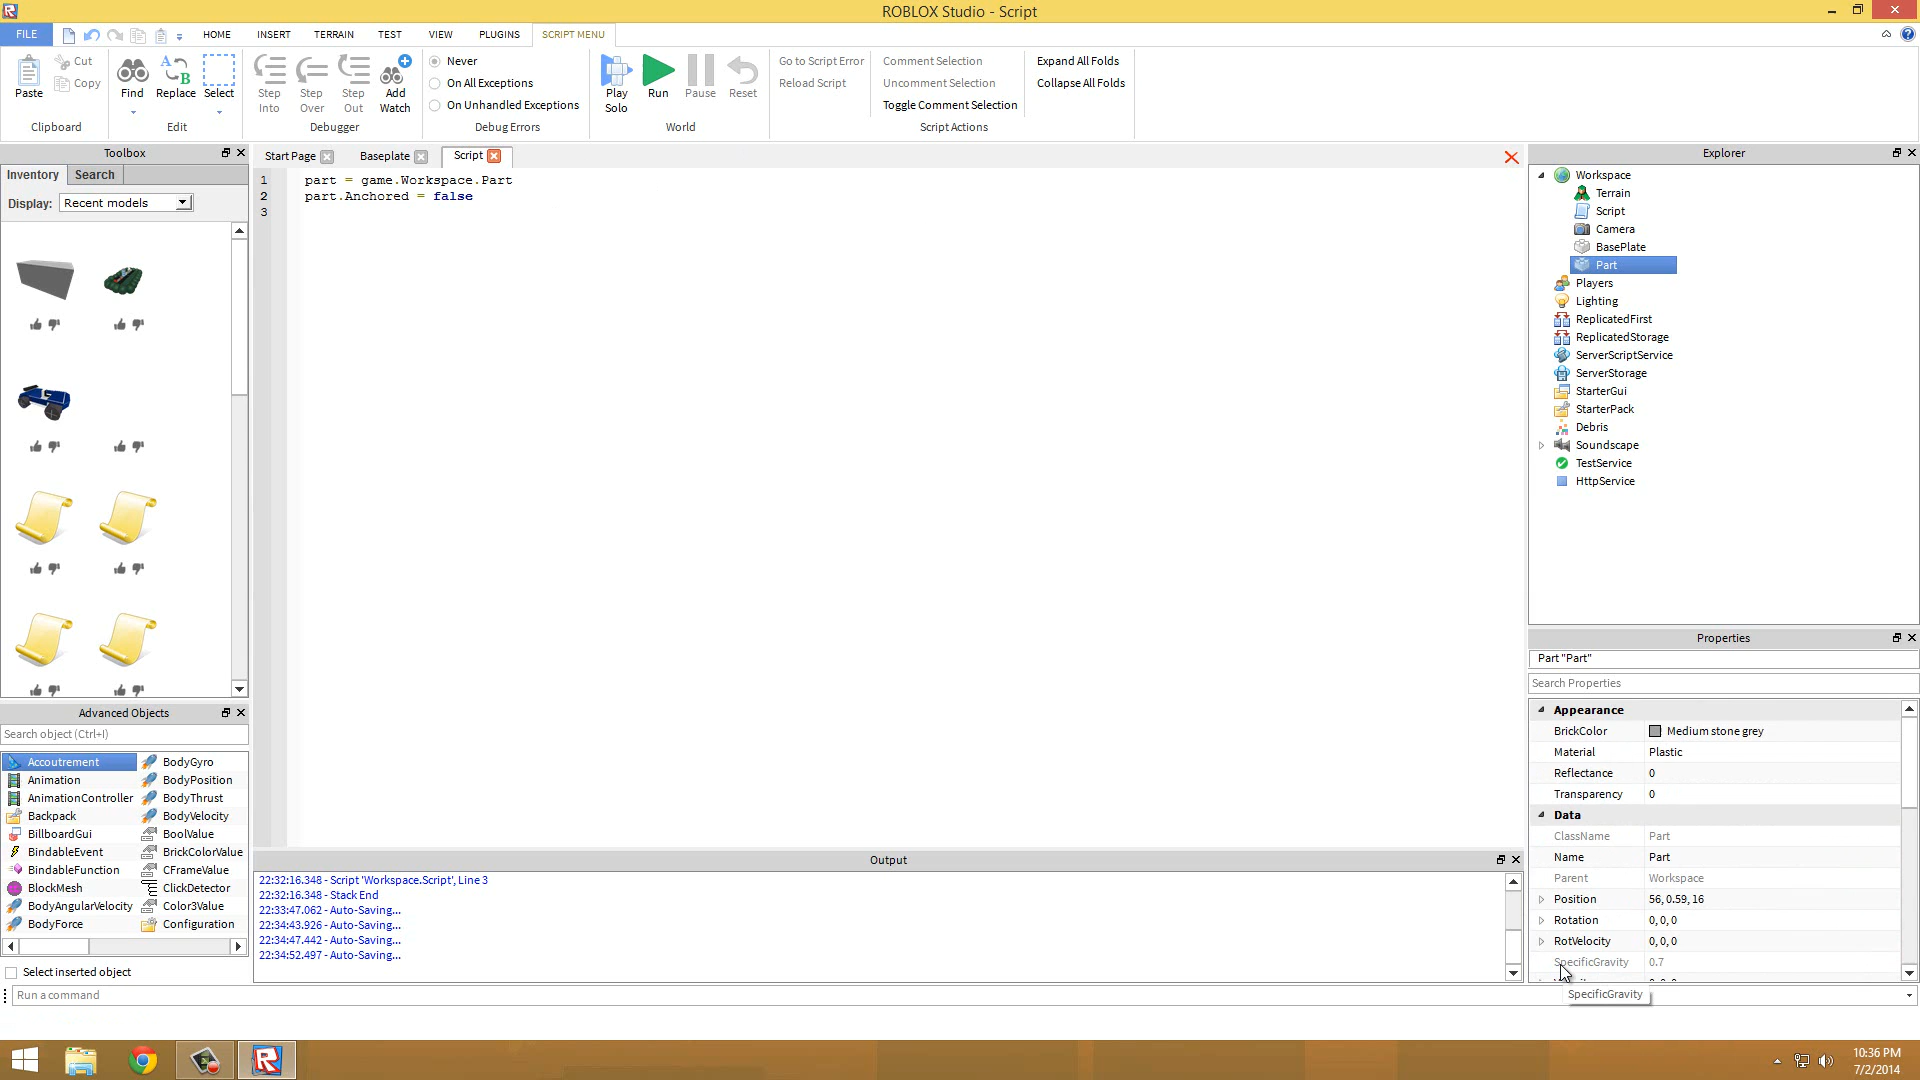 ROBLOX Studio - Script
FILE HOME INSERT TERRAIN TEST VIEW PLUGINS SCRIPT MENU
Paste
Cut
Copy
Clipboard
Find
Replace
Select
Edit
Step Into
Step Over
Step Out
Add Watch
Debugger
Never
On All Exceptions
On Unhandled Exceptions
Debug Errors
Play Solo
Run
Pause
Reset
World
Go to Script Error
Reload Script
Comment Selection
Uncomment Selection
Toggle Comment Selection
Expand All Folds
Collapse All Folds
Script Actions
Toolbox
Inventory Search
Display: Recent models
Advanced Objects
Search object (Ctrl+I)
Accoutrement
Animation
AnimationController
Backpack
BillboardGui
BindableEvent
BindableFunction
BlockMesh
BodyAngularVelocity
BodyForce
BodyGyro
BodyPosition
BodyThrust
BodyVelocity
BoolValue
BrickColorValue
CFrameValue
ClickDetector
Color3Value
Configuration
Select inserted object
Run a command
Start Page Baseplate Script
1 part = game.Workspace.Part
2 part.Anchored = false
3
Output
22:32:16.348 - Script 'Workspace.Script', Line 3
22:32:16.348 - Stack End
22:33:47.062 - Auto-Saving...
22:34:43.926 - Auto-Saving...
22:34:47.442 - Auto-Saving...
22:34:52.497 - Auto-Saving...
Explorer
Workspace
Terrain
Script
Camera
BasePlate
Part
Players
Lighting
ReplicatedFirst
ReplicatedStorage
ServerScriptService
ServerStorage
StarterGui
StarterPack
Debris
Soundscape
TestService
HttpService
Properties
Part "Part"
Search Properties
Appearance
BrickColor Medium stone grey
Material Plastic
Reflectance 0
Transparency 0
Data
ClassName Part
Name Part
Parent Workspace
Position 56, 0.59, 16
Rotation 0, 0, 0
RotVelocity 0, 0, 0
SpecificGravity 0.7
SpecificGravity
10:36 PM
7/2/2014